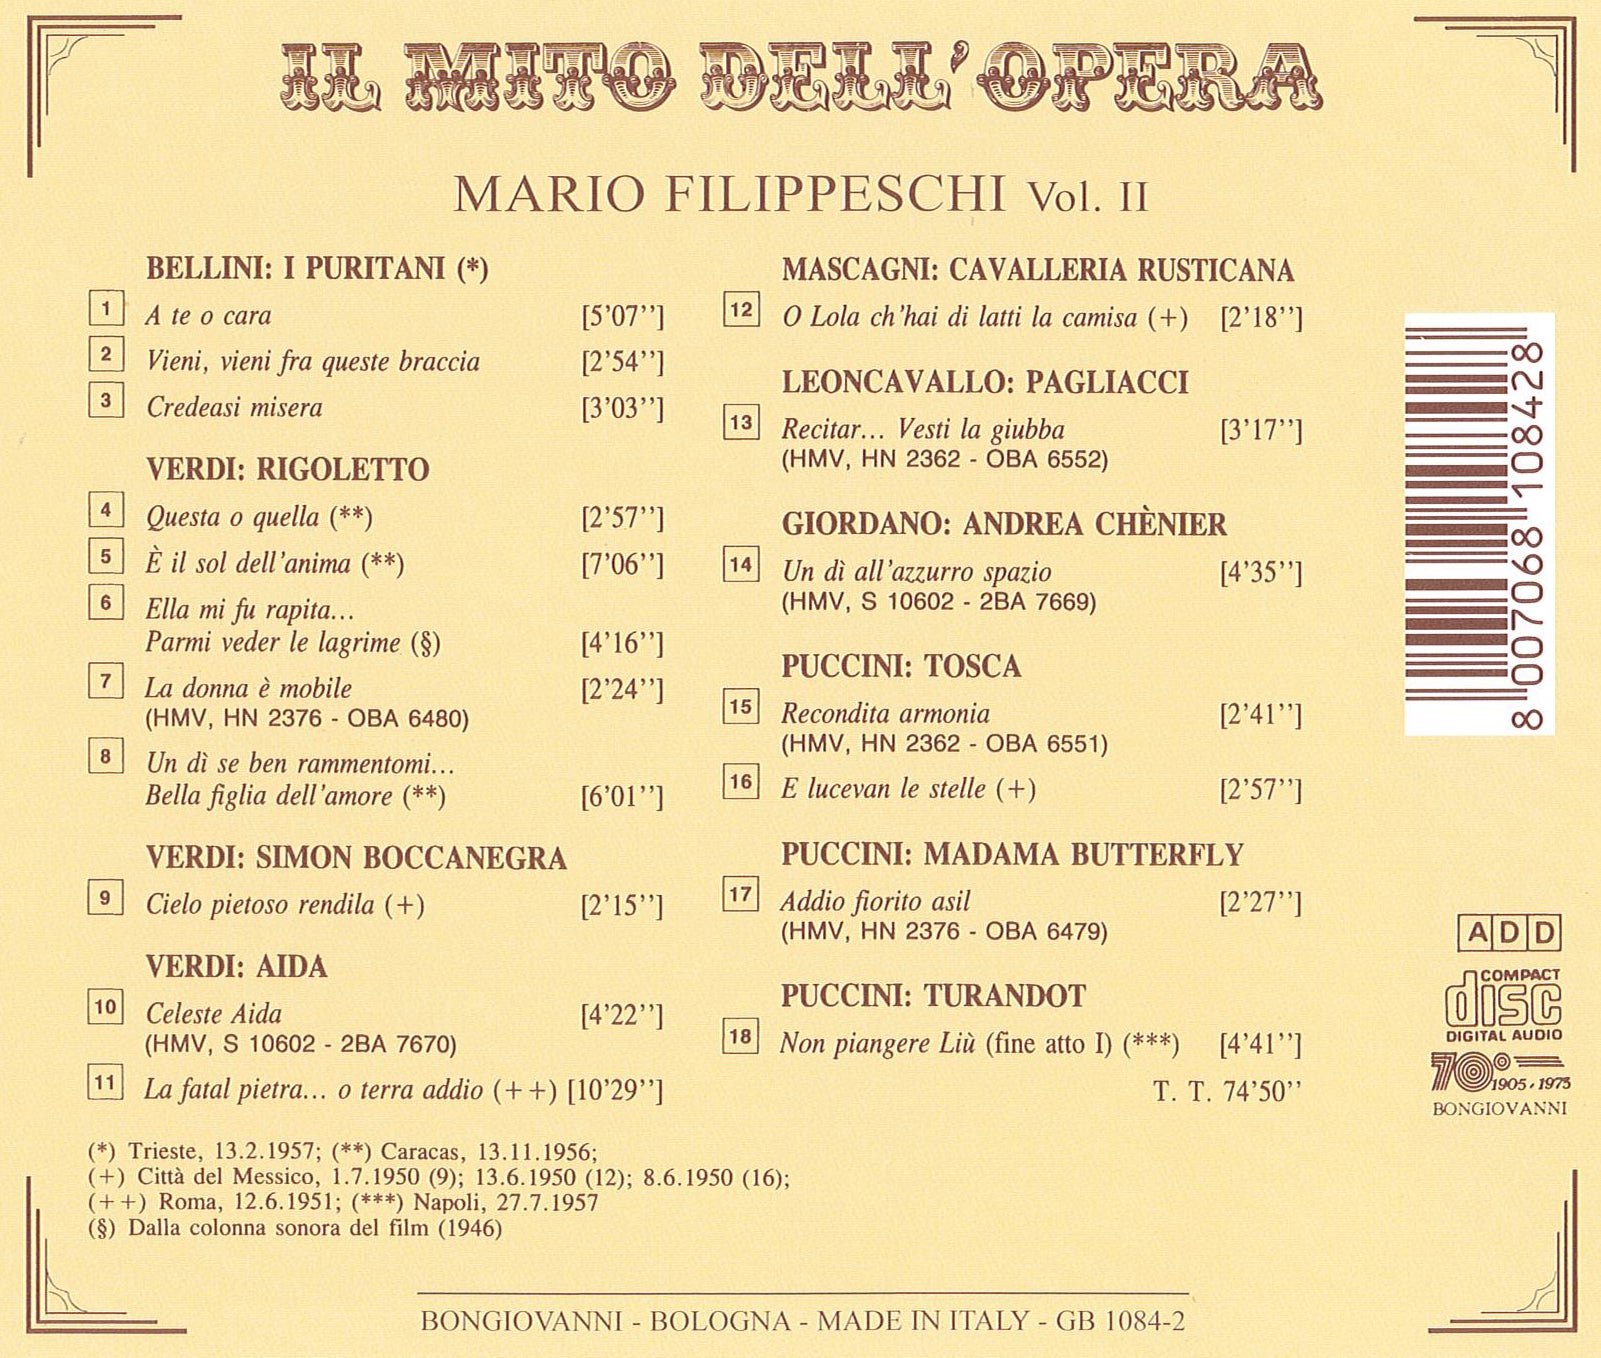 IL MITO DELL'OPERA
MARIO FILIPPESCHI Vol. II
BELLINI: I PURITANI (*)
1 A te o cara [5'07'']
2 Vieni, vieni fra queste braccia [2'54'']
3 Credeasi misera [3'03'']
VERDI: RIGOLETTO
4 Questa o quella (**) [2'57'']
5 È il sol dell'anima (**) [7'06'']
6 Ella mi fu rapita...
Parmi veder le lagrime (§) [4'16'']
7 La donna è mobile [2'24'']
(HMV, HN 2376 - OBA 6480)
8 Un dì se ben rammentomi...
Bella figlia dell'amore (**) [6'01'']
VERDI: SIMON BOCCANEGRA
9 Cielo pietoso rendila (+) [2'15'']
VERDI: AIDA
10 Celeste Aida [4'22'']
(HMV, S 10602 - 2BA 7670)
11 La fatal pietra... o terra addio (++) [10'29'']
MASCAGNI: CAVALLERIA RUSTICANA
12 O Lola ch'hai di latti la camisa (+) [2'18'']
LEONCAVALLO: PAGLIACCI
13 Recitar... Vesti la giubba [3'17'']
(HMV, HN 2362 - OBA 6552)
GIORDANO: ANDREA CHÈNIER
14 Un dì all'azzurro spazio [4'35'']
(HMV, S 10602 - 2BA 7669)
PUCCINI: TOSCA
15 Recondita armonia [2'41'']
(HMV, HN 2362 - OBA 6551)
16 E lucevan le stelle (+) [2'57'']
PUCCINI: MADAMA BUTTERFLY
17 Addio fiorito asil [2'27'']
(HMV, HN 2376 - OBA 6479)
PUCCINI: TURANDOT
18 Non piangere Liù (fine atto I) (***) [4'41'']
T. T. 74'50''
(*) Trieste, 13.2.1957; (**) Caracas, 13.11.1956;
(+) Città del Messico, 1.7.1950 (9); 13.6.1950 (12); 8.6.1950 (16);
(++) Roma, 12.6.1951; (***) Napoli, 27.7.1957
(§) Dalla colonna sonora del film (1946)
8 007068 108428
ADD
COMPACT
disc
DIGITAL AUDIO
70° 1905-1975
BONGIOVANNI
BONGIOVANNI - BOLOGNA - MADE IN ITALY - GB 1084-2